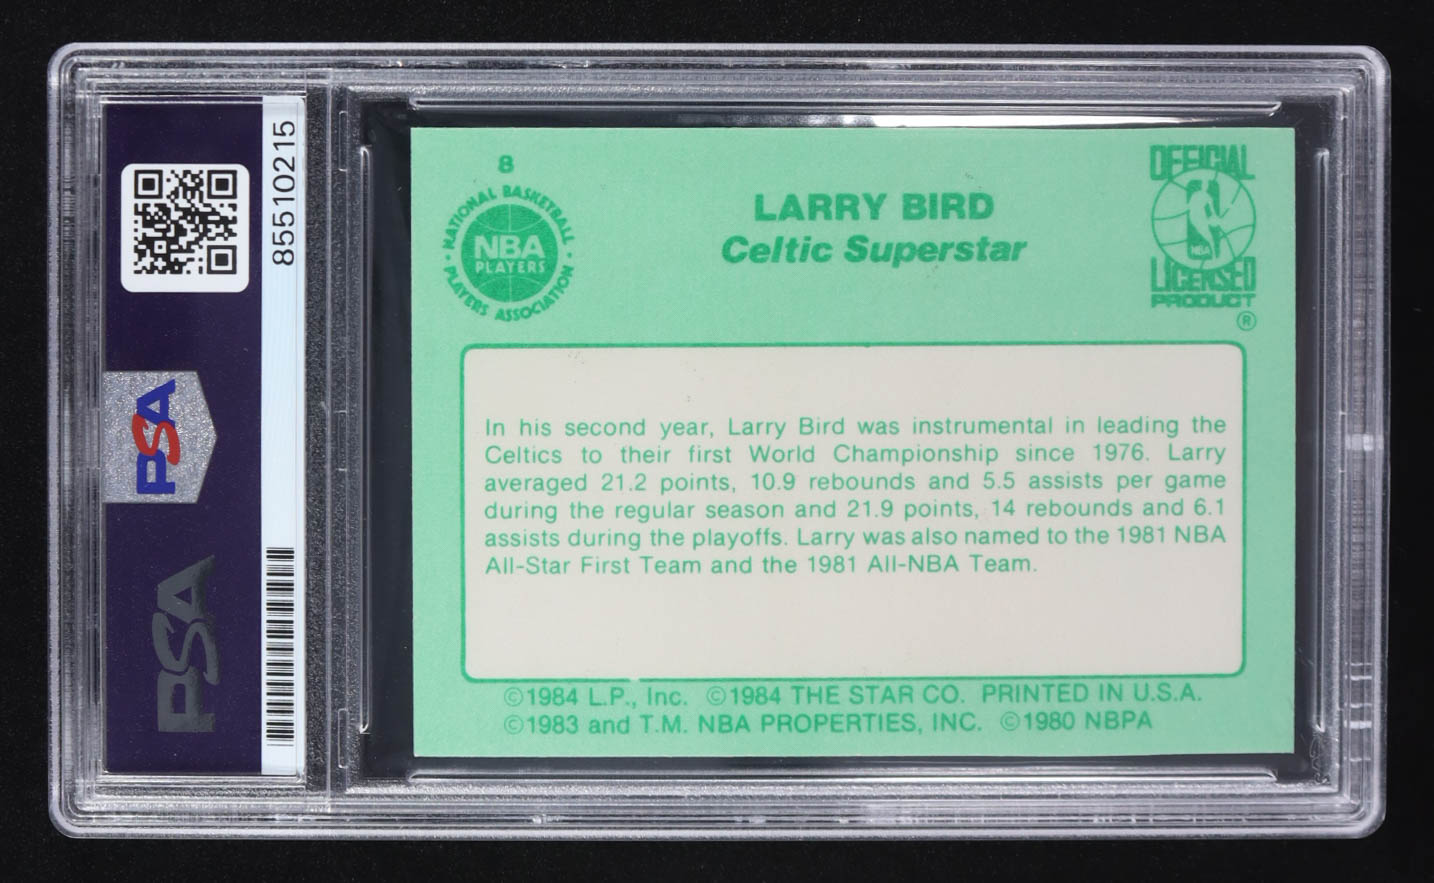 85510215
PSA
PSA
8
NATIONAL BASKETBALL
NBA
PLAYERS
PLAYERS ASSOCIATION
LARRY BIRD
Celtic Superstar
OFFICIAL
NBA
LICENSED
PRODUCT
®
In his second year, Larry Bird was instrumental in leading the
Celtics to their first World Championship since 1976. Larry
averaged 21.2 points, 10.9 rebounds and 5.5 assists per game
during the regular season and 21.9 points, 14 rebounds and 6.1
assists during the playoffs. Larry was also named to the 1981 NBA
All-Star First Team and the 1981 All-NBA Team.
©1984 L.P., Inc. ©1984 THE STAR CO. PRINTED IN U.S.A.
©1983 and T.M. NBA PROPERTIES, INC. ©1980 NBPA